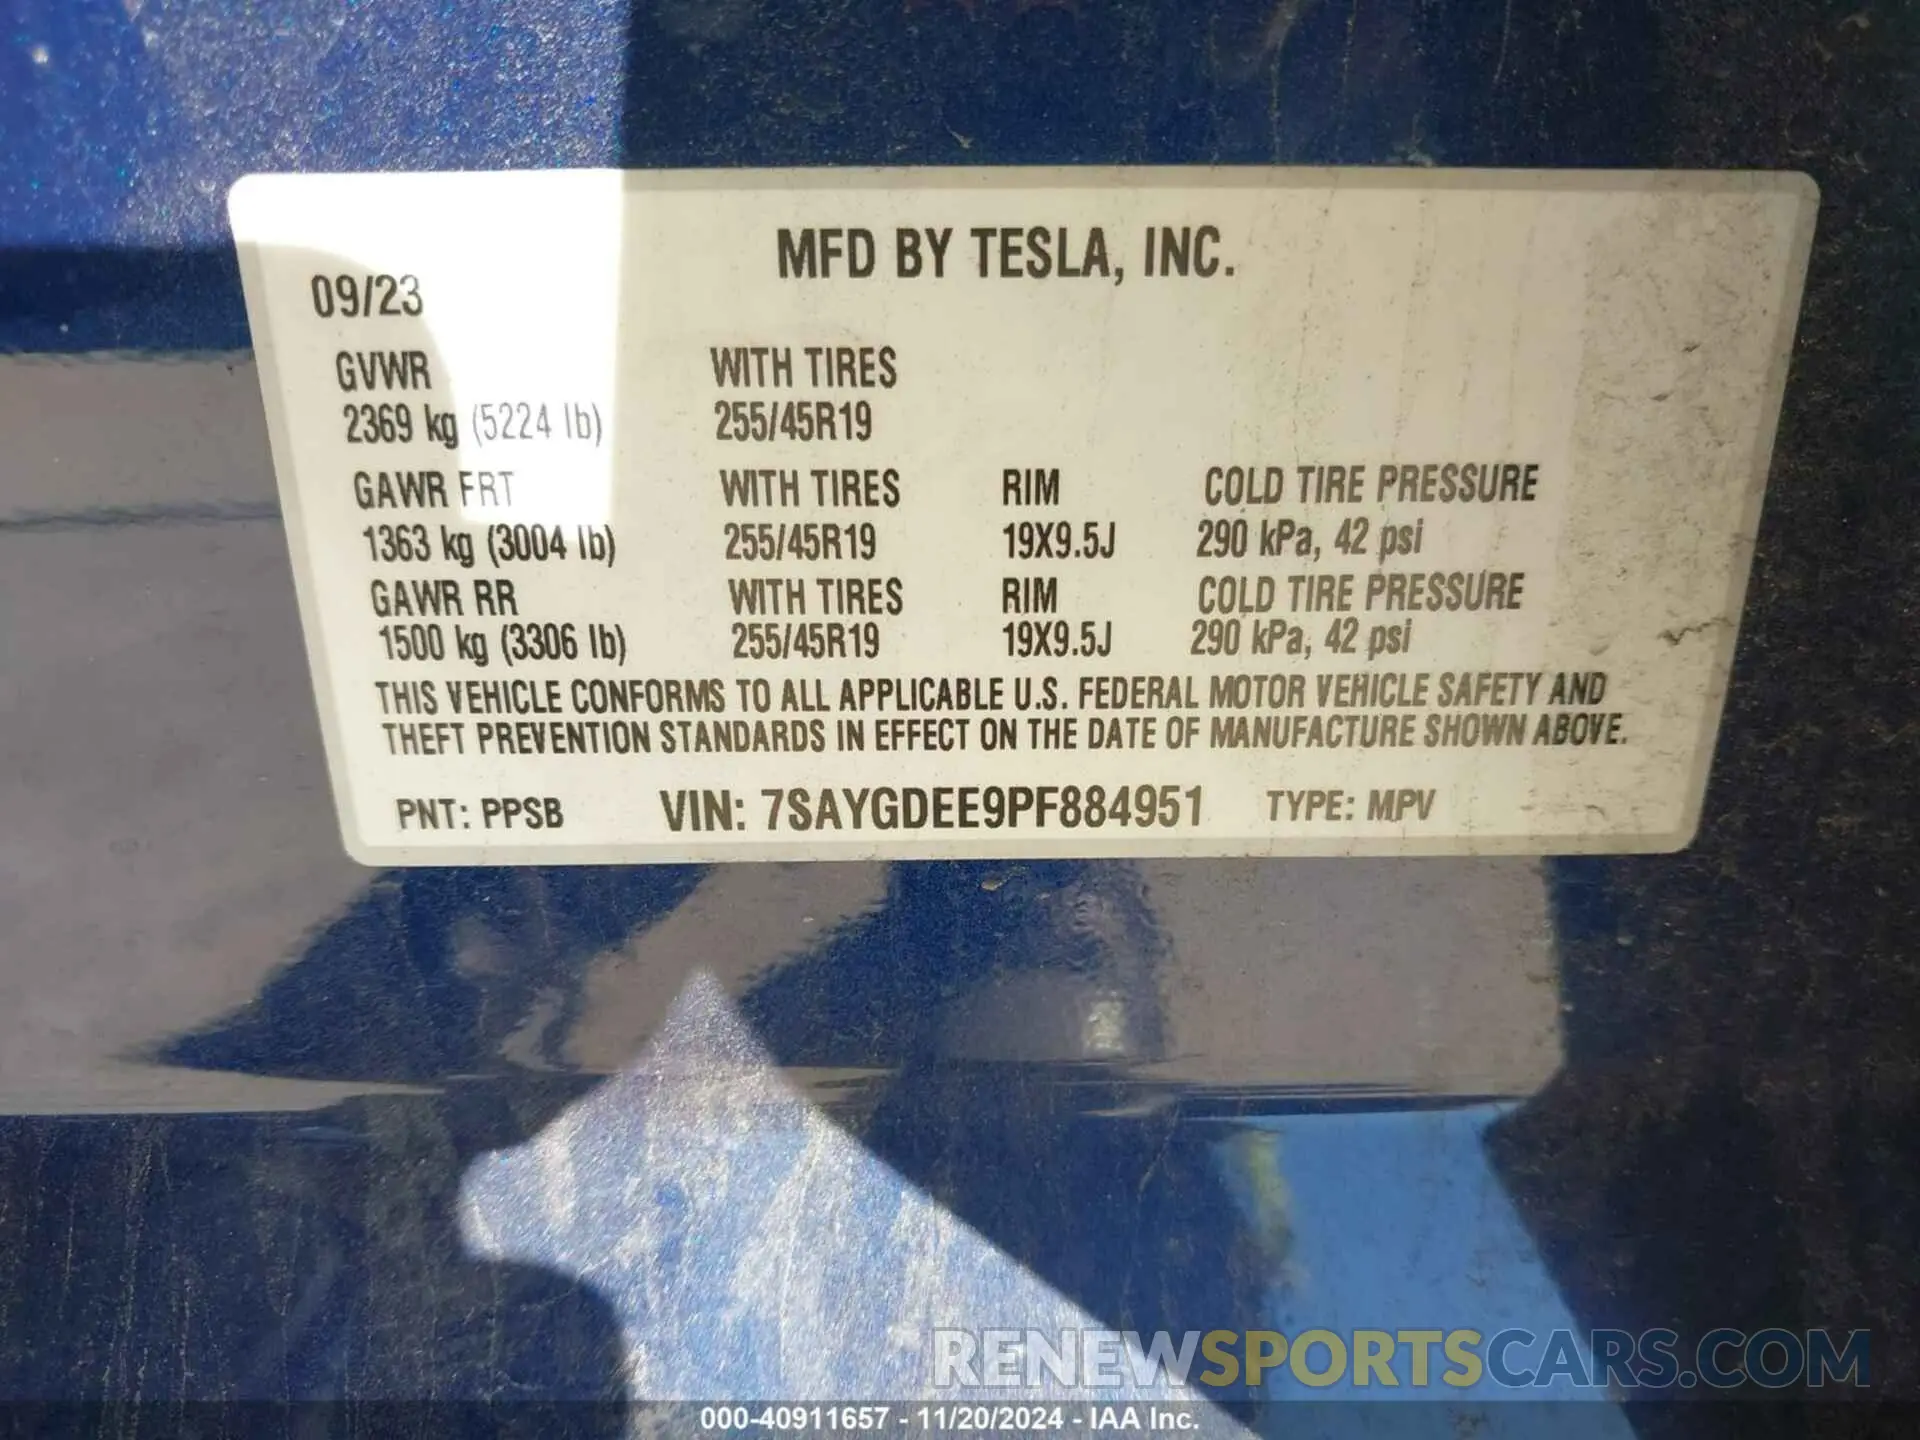 MFD BY TESLA, INC.
09/23
GVWR WITH TIRES
2369 kg (5224 lb) 255/45R19
GAWR FRT WITH TIRES RIM COLD TIRE PRESSURE
1363 kg (3004 lb) 255/45R19 19X9.5J 290 kPa, 42 psi
GAWR RR WITH TIRES RIM COLD TIRE PRESSURE
1500 kg (3306 lb) 255/45R19 19X9.5J 290 kPa, 42 psi
THIS VEHICLE CONFORMS TO ALL APPLICABLE U.S. FEDERAL MOTOR VEHICLE SAFETY AND
THEFT PREVENTION STANDARDS IN EFFECT ON THE DATE OF MANUFACTURE SHOWN ABOVE.
PNT: PPSB VIN: 7SAYGDEE9PF884951 TYPE: MPV
RENEWSPORTSCARS.COM
000-40911657 - 11/20/2024 - IAA Inc.